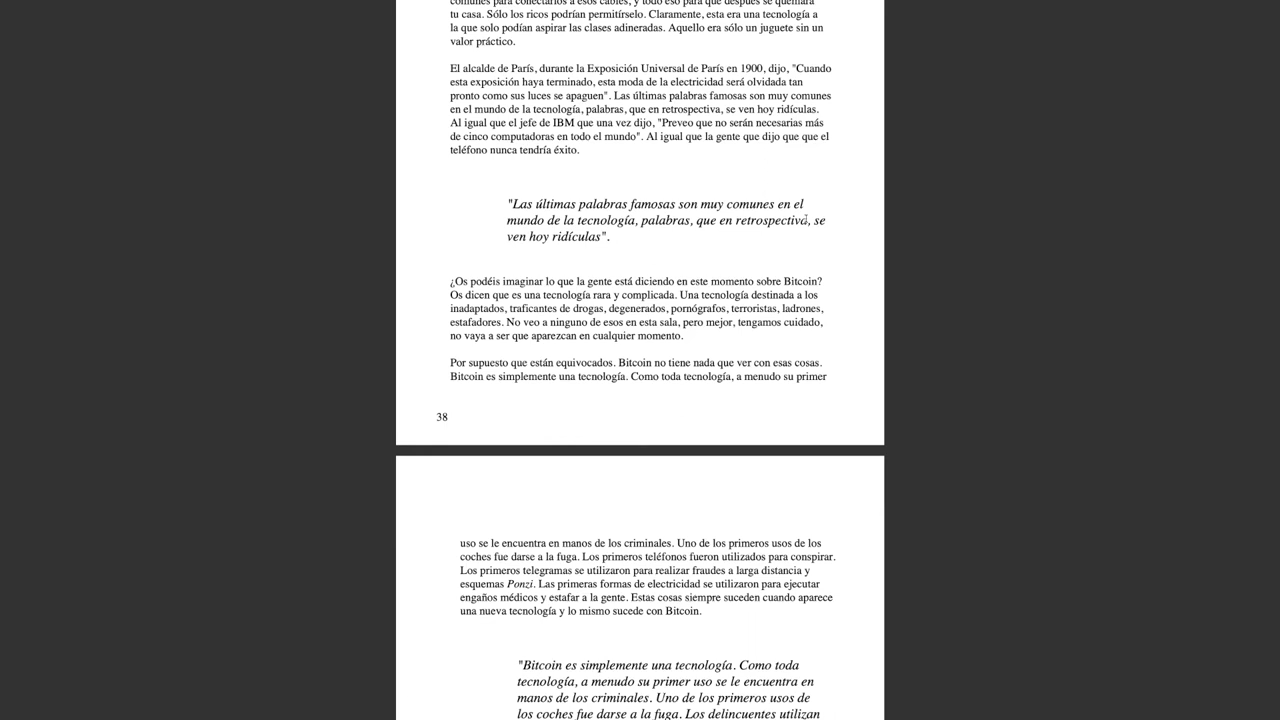 comunes para conectarlos a esos cables, y todo eso para que después se quemara
tu casa. Sólo los ricos podrían permitírselo. Claramente, esta era una tecnología a
la que solo podían aspirar las clases adineradas. Aquello era sólo un juguete sin un
valor práctico.
El alcalde de París, durante la Exposición Universal de París en 1900, dijo, "Cuando
esta exposición haya terminado, esta moda de la electricidad será olvidada tan
pronto como sus luces se apaguen". Las últimas palabras famosas son muy comunes
en el mundo de la tecnología, palabras, que en retrospectiva, se ven hoy ridículas.
Al igual que el jefe de IBM que una vez dijo, "Preveo que no serán necesarias más
de cinco computadoras en todo el mundo". Al igual que la gente que dijo que que el
teléfono nunca tendría éxito.
"Las últimas palabras famosas son muy comunes en el
mundo de la tecnología, palabras, que en retrospectiva, se
ven hoy ridículas".
¿Os podéis imaginar lo que la gente está diciendo en este momento sobre Bitcoin?
Os dicen que es una tecnología rara y complicada. Una tecnología destinada a los
inadaptados, traficantes de drogas, degenerados, pornógrafos, terroristas, ladrones,
estafadores. No veo a ninguno de esos en esta sala, pero mejor, tengamos cuidado,
no vaya a ser que aparezcan en cualquier momento.
Por supuesto que están equivocados. Bitcoin no tiene nada que ver con esas cosas.
Bitcoin es simplemente una tecnología. Como toda tecnología, a menudo su primer
38
uso se le encuentra en manos de los criminales. Uno de los primeros usos de los
coches fue darse a la fuga. Los primeros teléfonos fueron utilizados para conspirar.
Los primeros telegramas se utilizaron para realizar fraudes a larga distancia y
esquemas Ponzi. Las primeras formas de electricidad se utilizaron para ejecutar
engaños médicos y estafar a la gente. Estas cosas siempre suceden cuando aparece
una nueva tecnología y lo mismo sucede con Bitcoin.
"Bitcoin es simplemente una tecnología. Como toda
tecnología, a menudo su primer uso se le encuentra en
manos de los criminales. Uno de los primeros usos de
los coches fue darse a la fuga. Los delincuentes utilizan